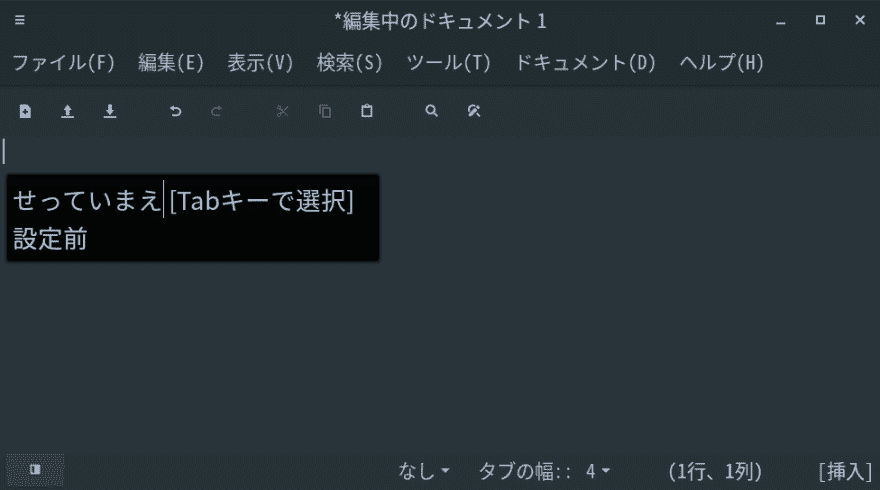 *編集中のドキュメント 1
ファイル(F) 編集(E) 表示(V) 検索(S) ツール(T) ドキュメント(D) ヘルプ(H)
せっていまえ[Tabキーで選択]
設定前
なし タブの幅:: 4 (1行、1列) [挿入]